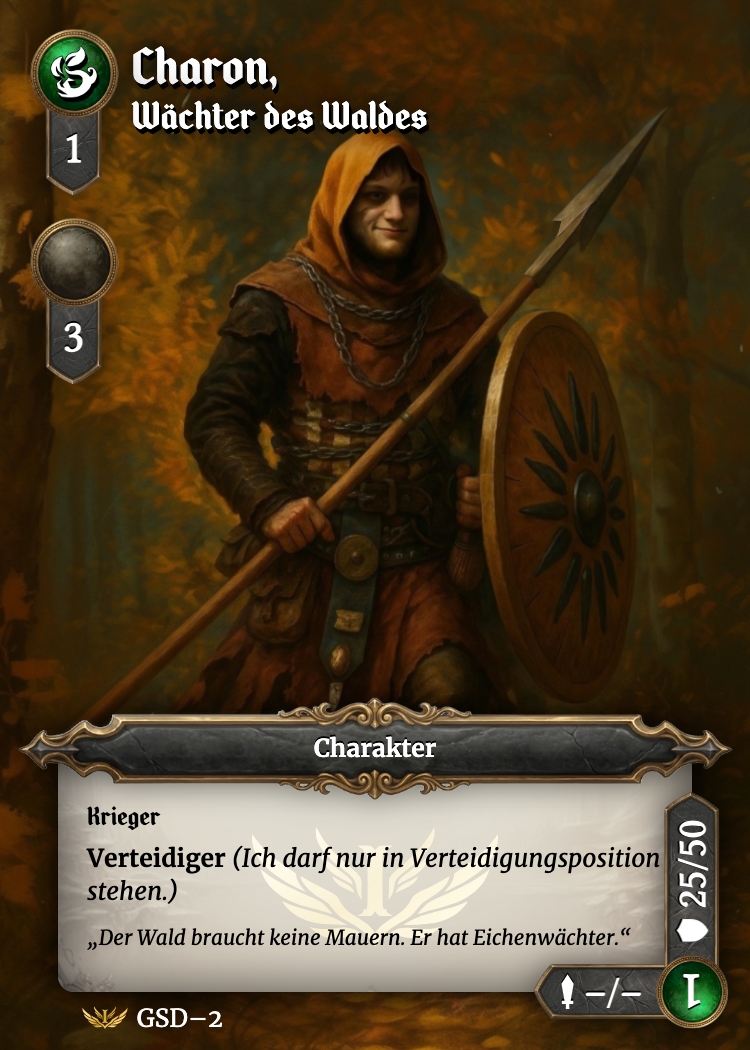 Charon,
Wächter des Waldes
1
3
Charakter
Krieger
Verteidiger (Ich darf nur in Verteidigungsposition
stehen.)
„Der Wald braucht keine Mauern. Er hat Eichenwächter.“
25/50
–/–
1
GSD–2